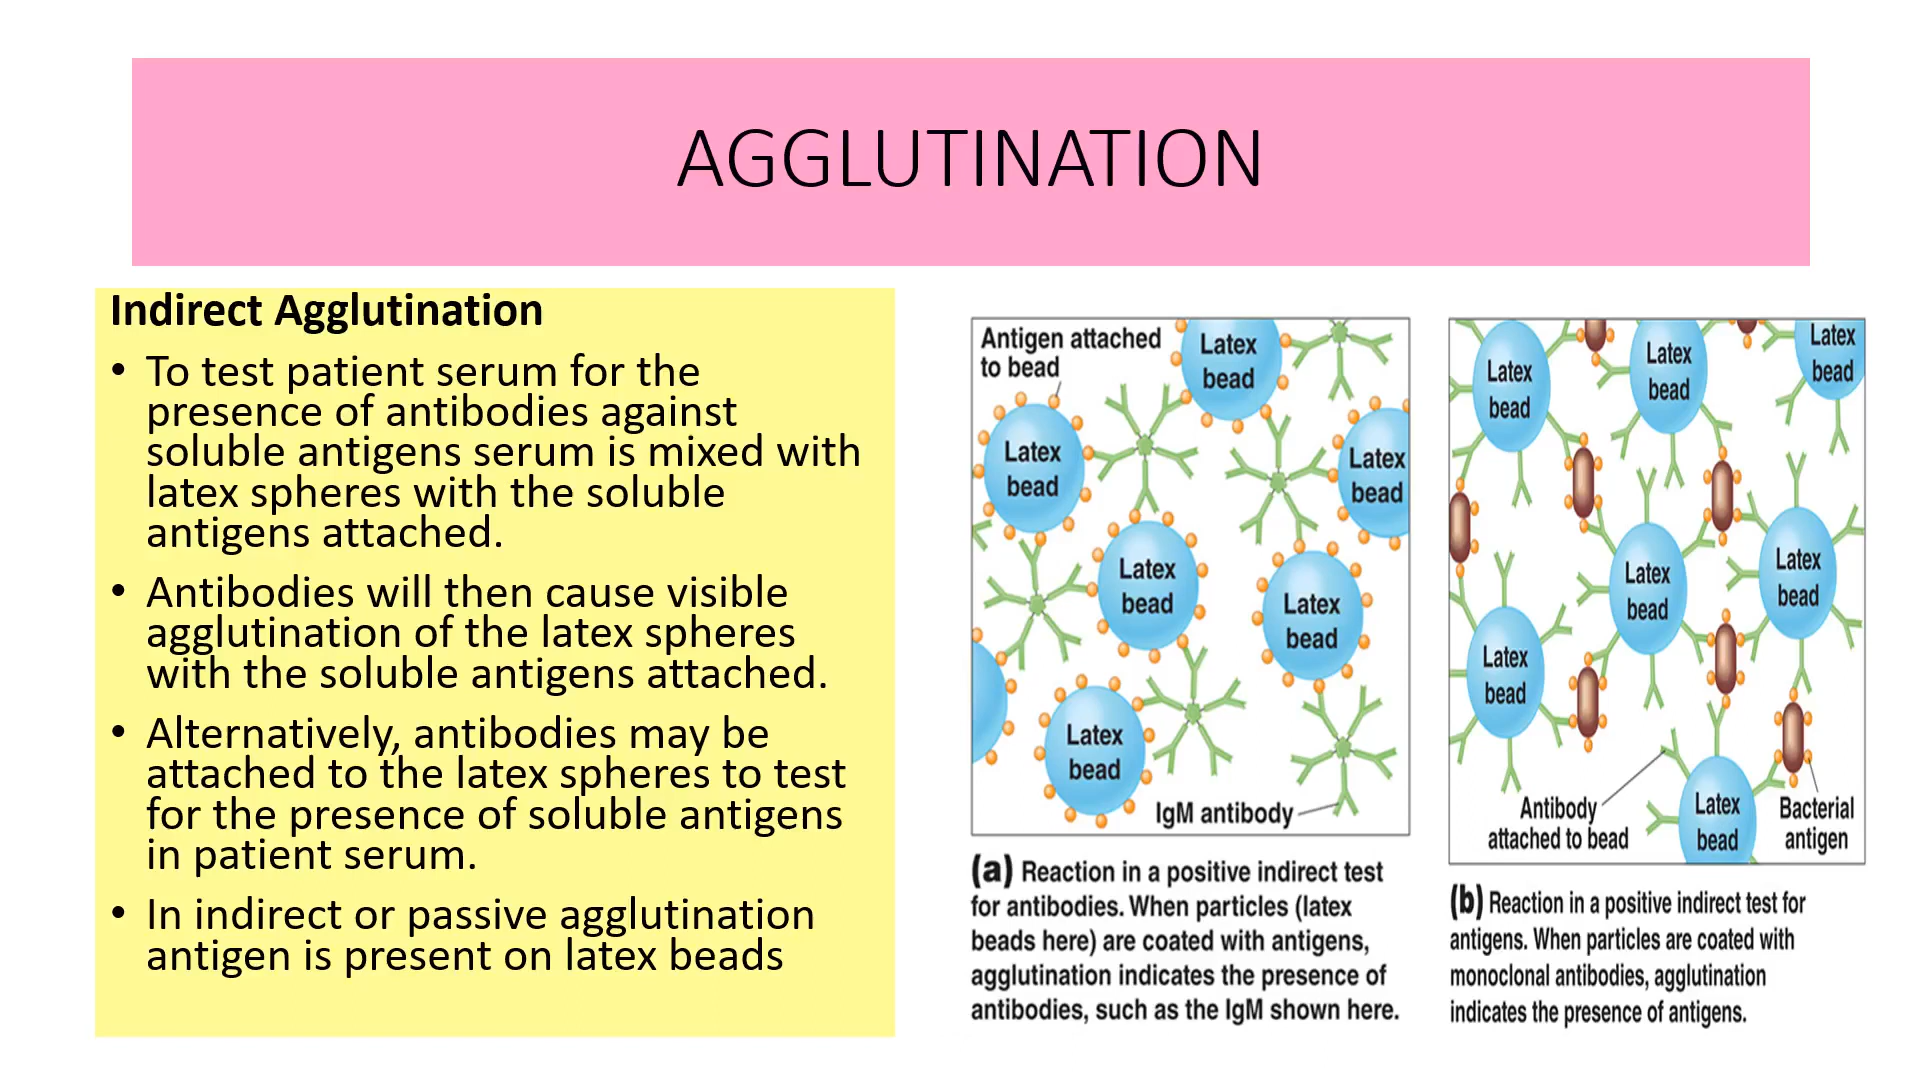 AGGLUTINATION
Indirect Agglutination
• To test patient serum for the
presence of antibodies against
soluble antigens serum is mixed with
latex spheres with the soluble
antigens attached.
• Antibodies will then cause visible
agglutination of the latex spheres
with the soluble antigens attached.
• Alternatively, antibodies may be
attached to the latex spheres to test
for the presence of soluble antigens
in patient serum.
• In indirect or passive agglutination
antigen is present on latex beads
Antigen attached
to bead
Latex
bead
Latex
bead
Latex
bead
Latex
bead
Latex
bead
Latex
bead
IgM antibody
(a) Reaction in a positive indirect test
for antibodies. When particles (latex
beads here) are coated with antigens,
agglutination indicates the presence of
antibodies, such as the IgM shown here.
Latex
bead
Latex
bead
Latex
bead
Latex
bead
Latex
bead
Latex
bead
Latex
bead
Antibody
attached to bead
Bacterial
antigen
(b) Reaction in a positive indirect test for
antigens. When particles are coated with
monoclonal antibodies, agglutination
indicates the presence of antigens.